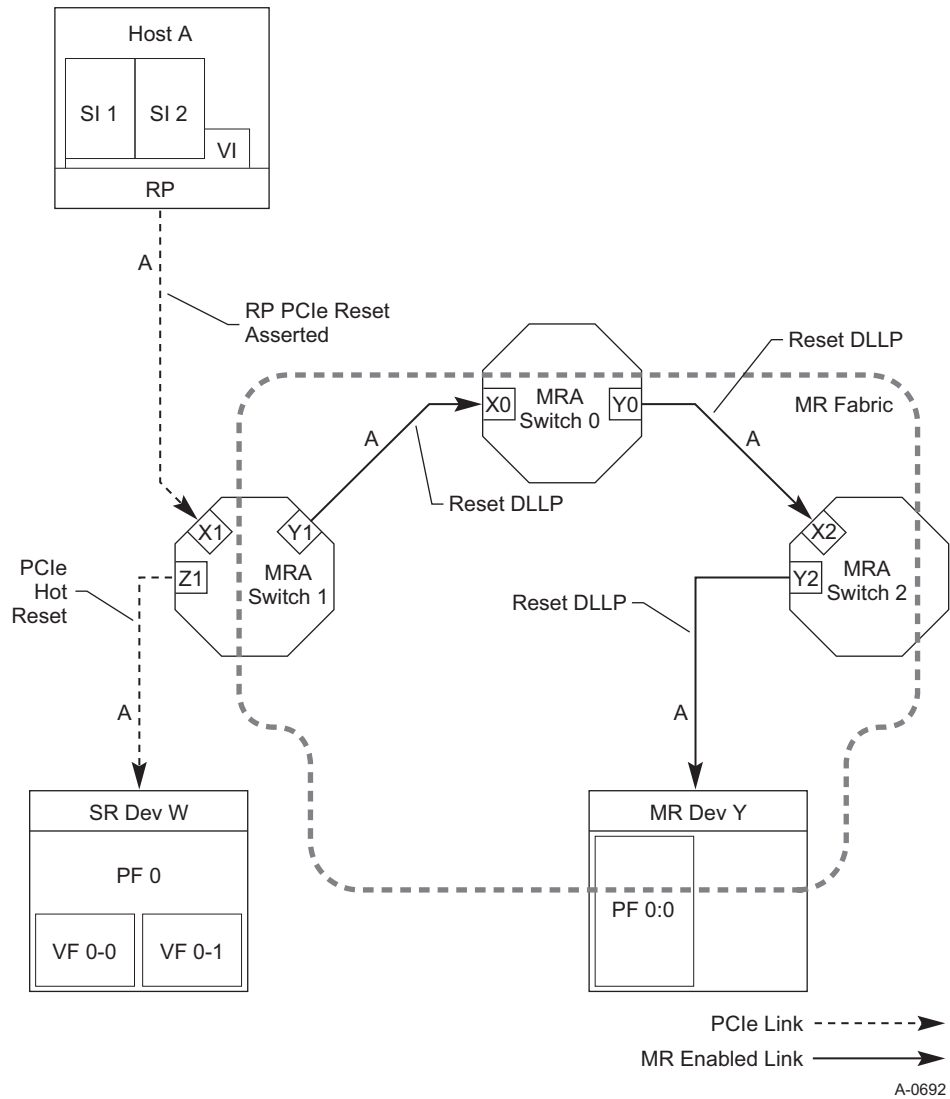 Host A
SI 1
SI 2
VI
RP
A
RP PCIe Reset
Asserted
Reset DLLP
MR Fabric
X0
MRA
Switch 0
Y0
A
A
Reset DLLP
X1
Y1
Z1
MRA
Switch 1
PCIe
Hot
Reset
X2
Y2
MRA
Switch 2
Reset DLLP
A
A
SR Dev W
PF 0
VF 0-0
VF 0-1
MR Dev Y
PF 0:0
PCIe Link
MR Enabled Link
A-0692